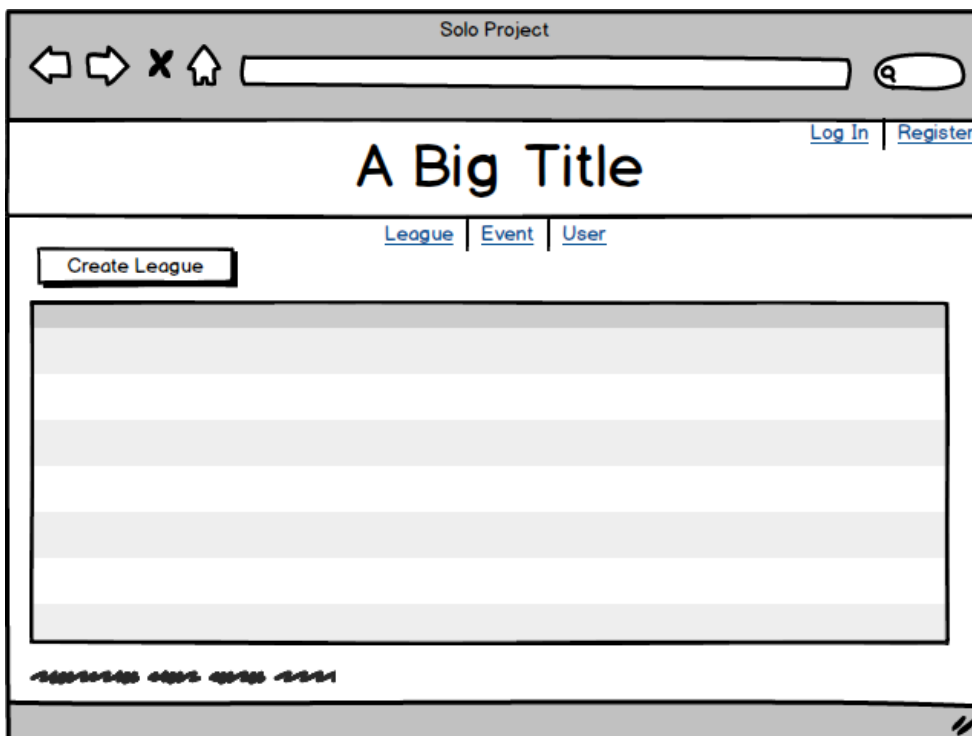 Solo Project
Log In | Register
A Big Title
League | Event | User
Create League